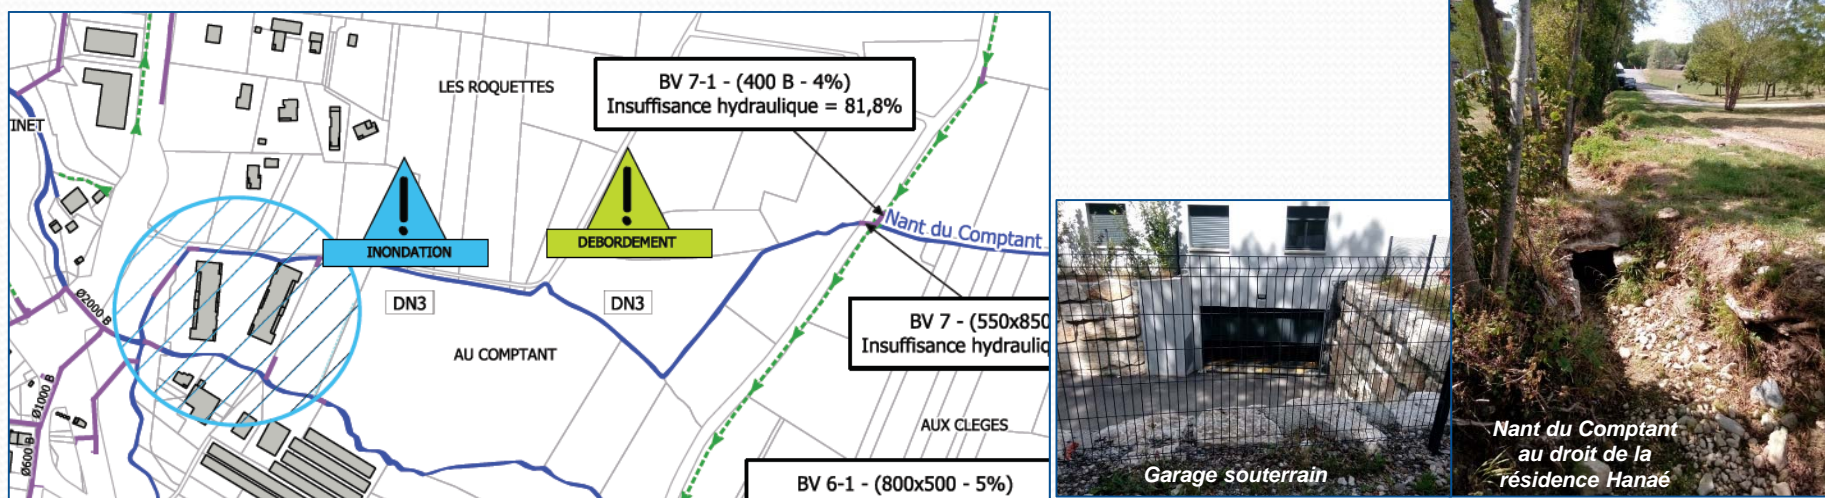 LES ROQUETTES
BV 7-1 - (400 B - 4%)
Insuffisance hydraulique = 81,8%
INET
INONDATION
DEBORDEMENT
Nant du Comptant
DN3
DN3
Ø2000 B
BV 7 - (550x850
Insuffisance hydrauliq
AU COMPTANT
Ø1000 B
AUX CLEGES
Ø600 B
BV 6-1 - (800x500 - 5%)
Garage souterrain
Nant du Comptant
au droit de la
résidence Hanaé